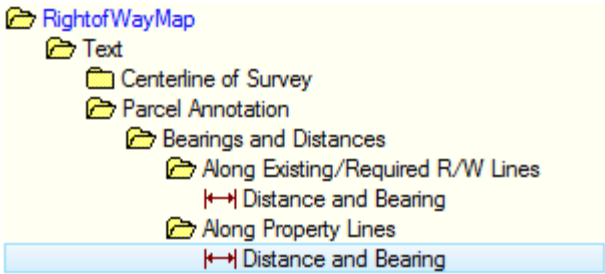 RightofWayMap
Text
Centerline of Survey
Parcel Annotation
Bearings and Distances
Along Existing/Required R/W Lines
Distance and Bearing
Along Property Lines
Distance and Bearing